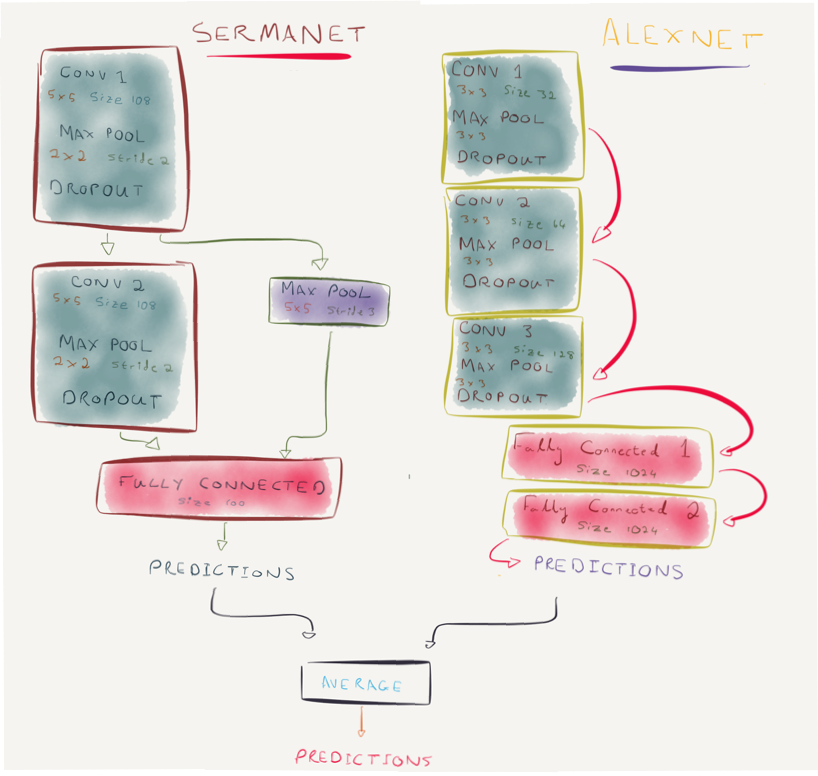 SERMANET
CONV 1
5x5 Size 108
MAX POOL
2x2 Stride 2
DROPOUT
CONV 2
5x5 Size 108
MAX POOL
2x2 Stride 2
DROPOUT
MAX POOL
5x5 Stride 3
FULLY CONNECTED
Size 100
PREDICTIONS
ALEXNET
CONV 1
3x3 Size 32
MAX POOL
3x3
DROPOUT
CONV 2
3x3 Size 64
MAX POOL
3x3
DROPOUT
CONV 3
3x3 Size 128
MAX POOL
3x3
DROPOUT
Fully Connected 1
Size 1024
Fully Connected 2
Size 1024
PREDICTIONS
AVERAGE
PREDICTIONS